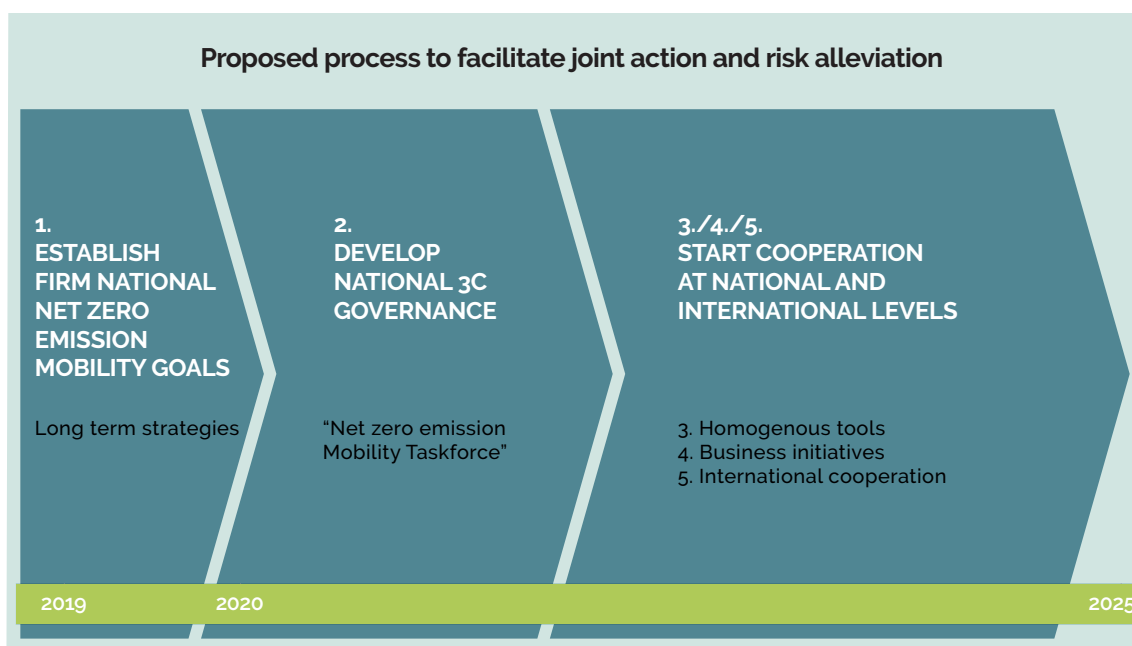 Proposed process to facilitate joint action and risk alleviation
1.
ESTABLISH
FIRM NATIONAL
NET ZERO
EMISSION
MOBILITY GOALS
Long term strategies
2.
DEVELOP
NATIONAL 3C
GOVERNANCE
“Net zero emission
Mobility Taskforce”
3./4./5.
START COOPERATION
AT NATIONAL AND
INTERNATIONAL LEVELS
3. Homogenous tools
4. Business initiatives
5. International cooperation
2019
2020
2025